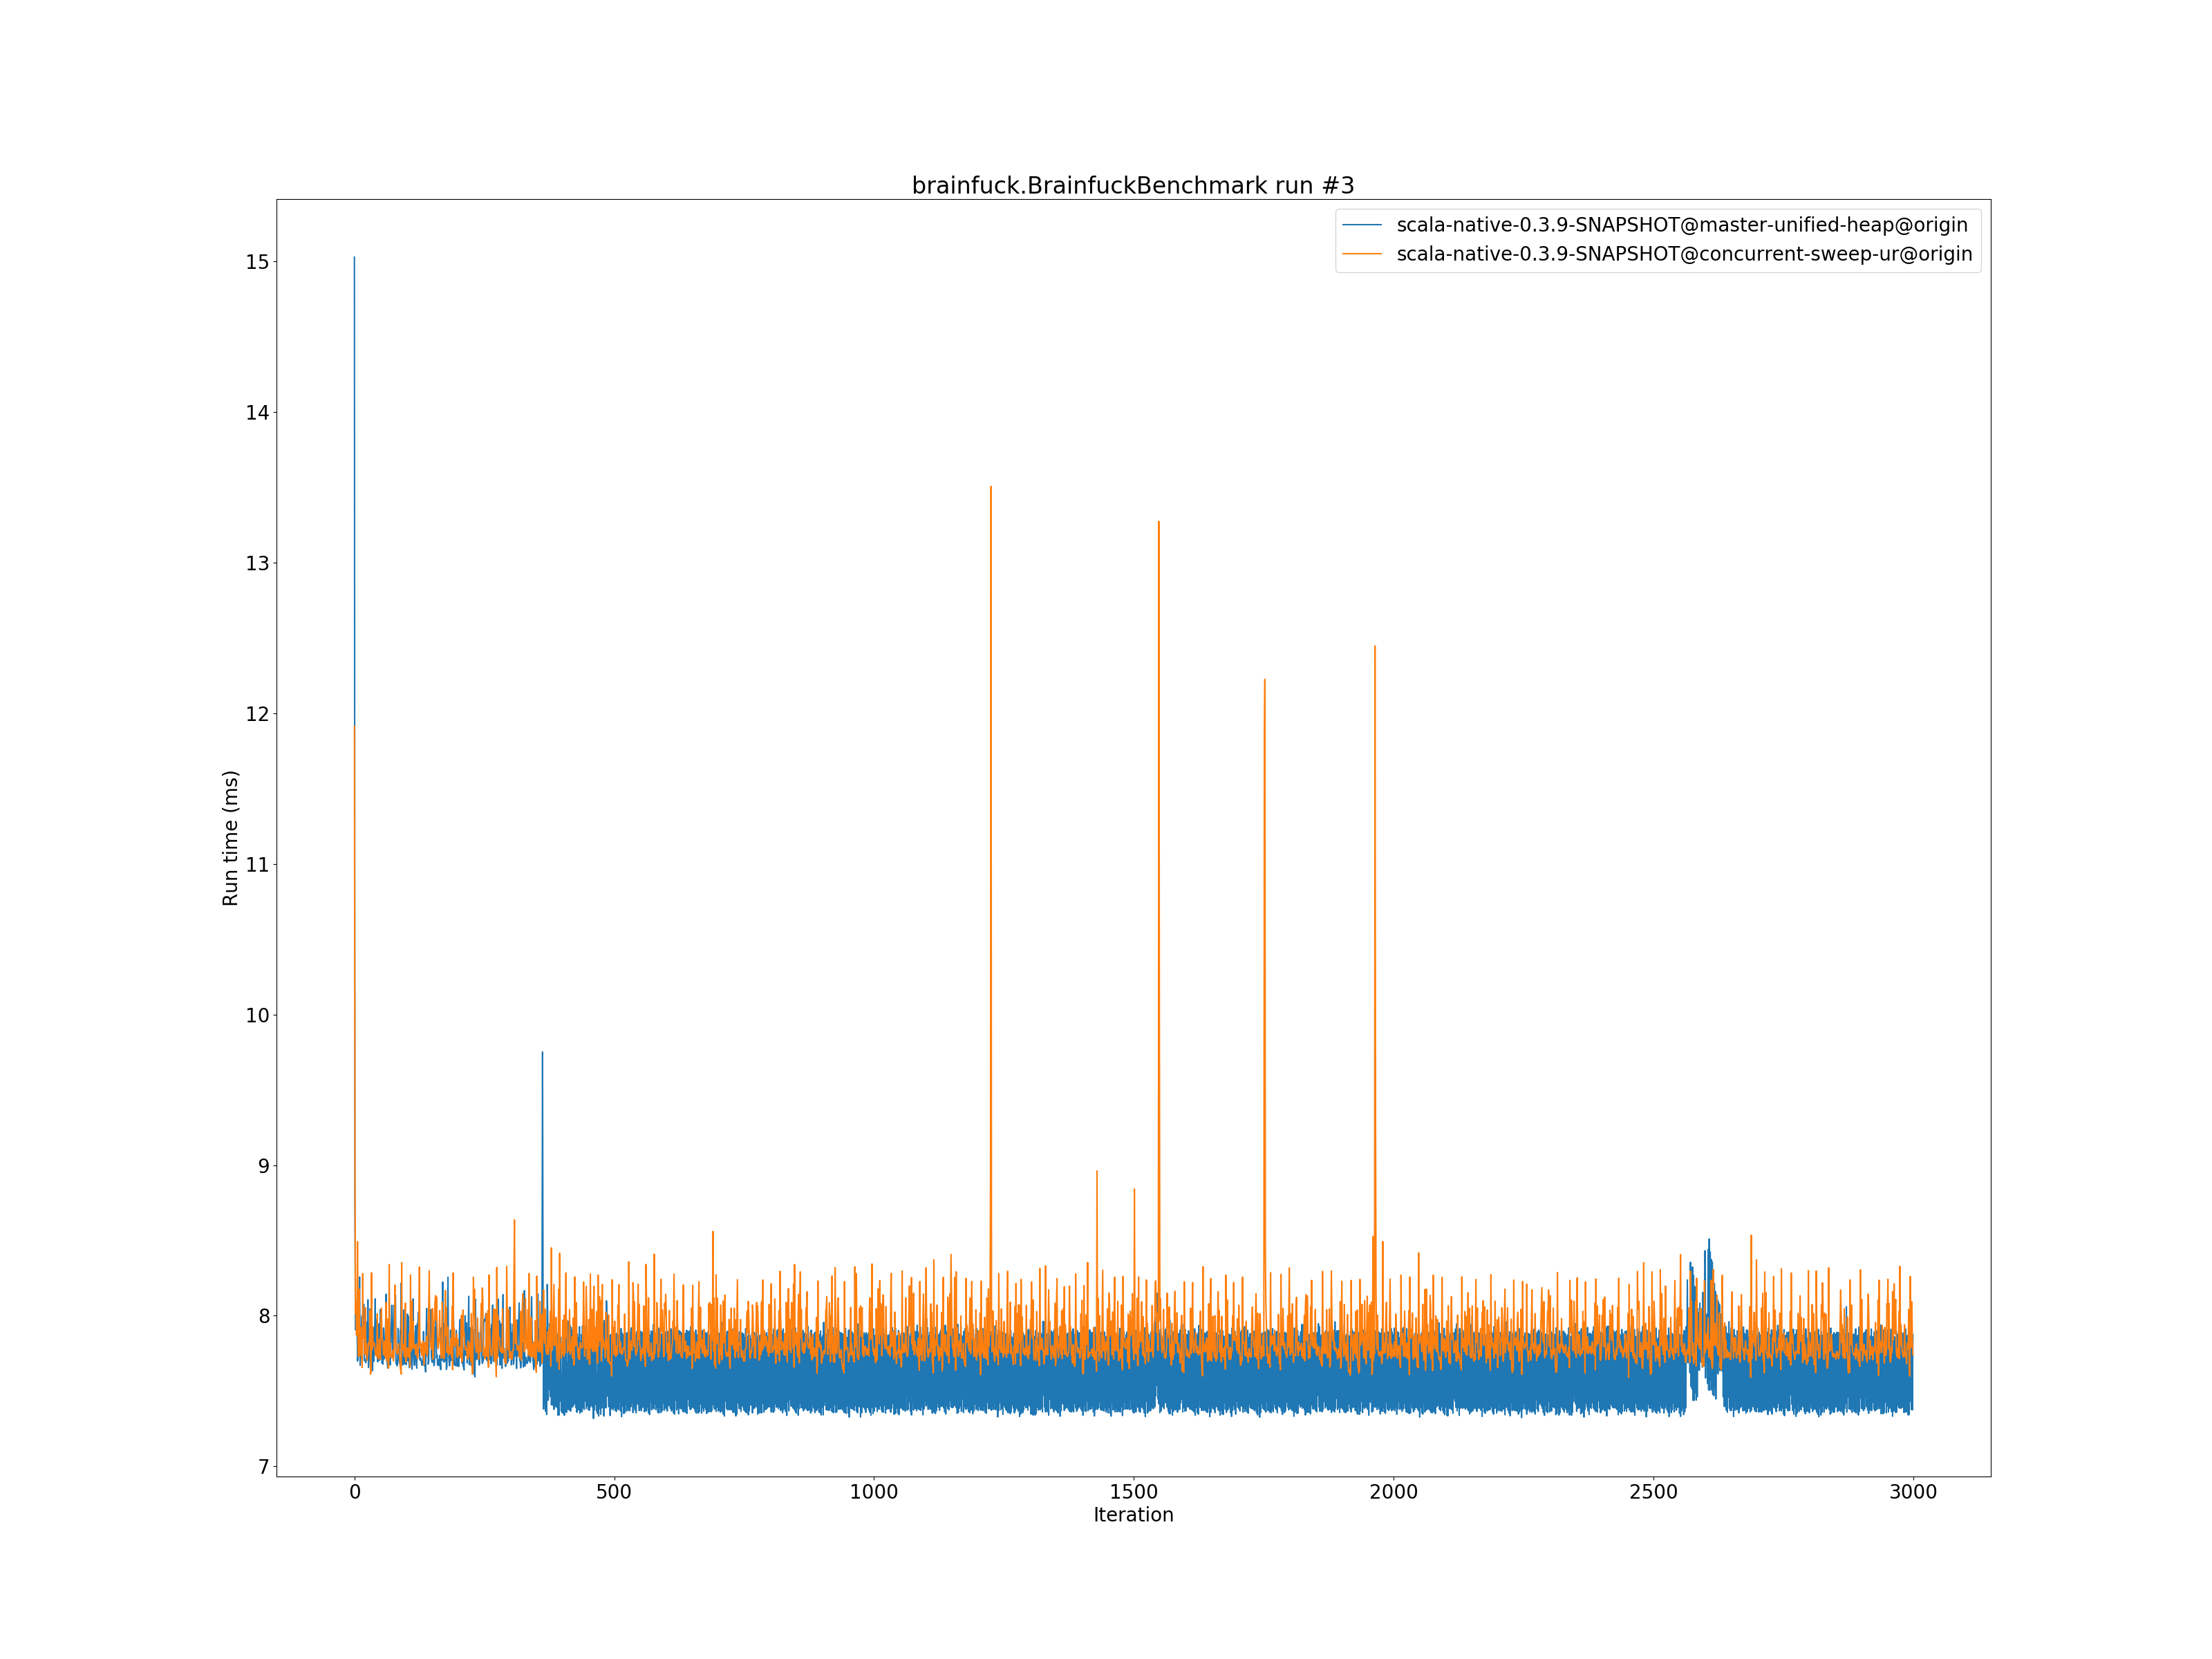 brainfuck.BrainfuckBenchmark run #3
scala-native-0.3.9-SNAPSHOT@master-unified-heap@origin
scala-native-0.3.9-SNAPSHOT@concurrent-sweep-ur@origin
15
14
13
12
11
10
9
8
7
Run time (ms)
0 500 1000 1500 2000 2500 3000
Iteration